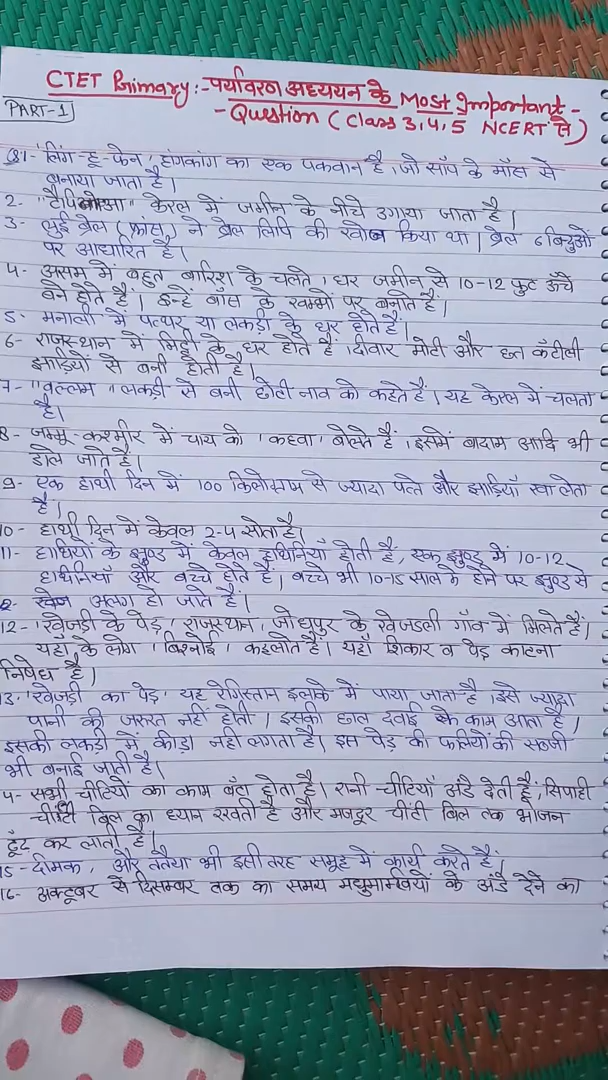 CTET Primary:- पर्यावरण अध्ययन के Most Important -
PART-1
- Question (Class 3,4,5 NCERT से)
Q1- 'लिंग-हू-फेन', हांगकांग का एक पकवान है, जो साँप के माँस से
बनाया जाता है।
2- "टैपिओआ" केरल में जमीन के नीचे उगाया जाता है।
3- लुई ब्रेल (फ्रांस) ने ब्रेल लिपि की खोज किया था। ब्रेल 6 बिंदुओं
पर आधारित है।
4- असम में बहुत बारिश के चलते, घर जमीन से 10-12 फुट ऊँचे
बने होते हैं। इन्हें बाँस के खम्भों पर बनाते हैं।
5- मनाली में पत्थर या लकड़ी के घर होते हैं।
6- राजस्थान में मिट्टी के घर होते हैं। दीवार मोटी और छत कँटीली
झाड़ियों से बनी होती है।
7- "वल्लम" लकड़ी से बनी छोटी नाव को कहते हैं। यह केरल में चलता
है।
8- जम्मू-कश्मीर में चाय को 'कहवा' बोलते हैं, इसमें बादाम आदि भी
डाले जाते है।
9- एक हाथी दिन में 100 किलोग्राम से ज्यादा पत्ते और झाड़ियाँ खा लेता
है।
10- हाथी दिन में केवल 2-4 सोता है।
11- हाथियों के झुण्ड में केवल हथिनियाँ होती हैं, एक झुण्ड में 10-12
हाथिनियाँ और बच्चे होते हैं। बच्चे भी 10-15 साल के होने पर झुण्ड से
अलग हो जाते हैं।
12- 'खेजड़ी के पेड़', राजस्थान, जोधपुर के खेजडली गाँव में मिलते हैं।
यहाँ के लोग 'बिश्नोई' कहलाते हैं। यहाँ शिकार व पेड़ काटना
निषेध है।
13- 'खेजड़ी का पेड़' यह रेगिस्तान इलाके में पाया जाता है। इसे ज्यादा
पानी की जरुरत नहीं होती। इसकी छाल दवाई के काम आता है,
इसकी लकड़ी में कीड़ा नही लगता है। इस पेड़ की फलियों की सब्जी
भी बनाई जाती है।
14- सभी चीटियों का काम बँटा होता है। रानी चीटियाँ अंडे देती हैं, सिपाही
चींटी बिल का ध्यान रखती है और मजदूर चींटी बिल तक भोजन
ढूँढ कर लाती है।
15- दीमक, और ततैया भी इसी तरह समूह में कार्य करते हैं।
16- अक्टूबर से दिसम्बर तक का समय मधुमक्खियों के अंडे देने का